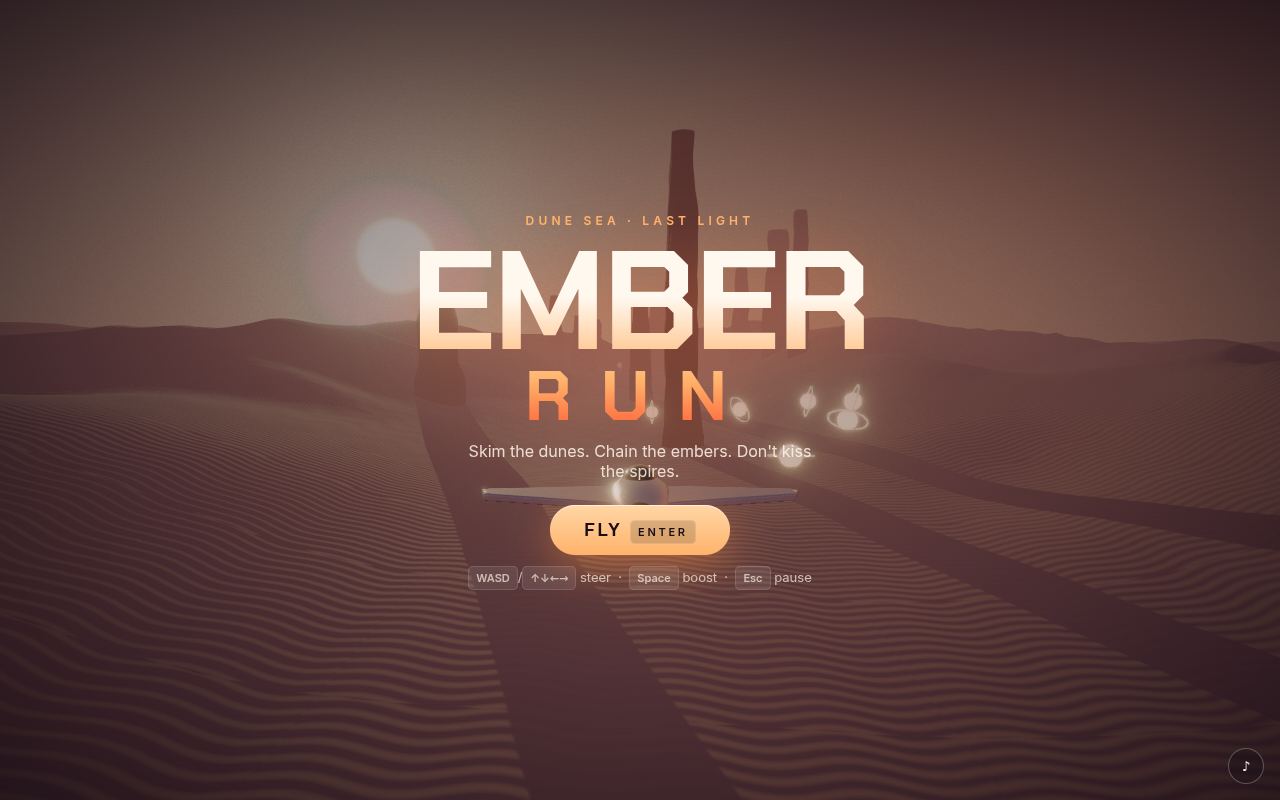 DUNE SEA · LAST LIGHT
EMBER
RUN
Skim the dunes. Chain the embers. Don't kiss
the spires.
FLY ENTER
WASD/↑↓←→ steer · Space boost · Esc pause
♪